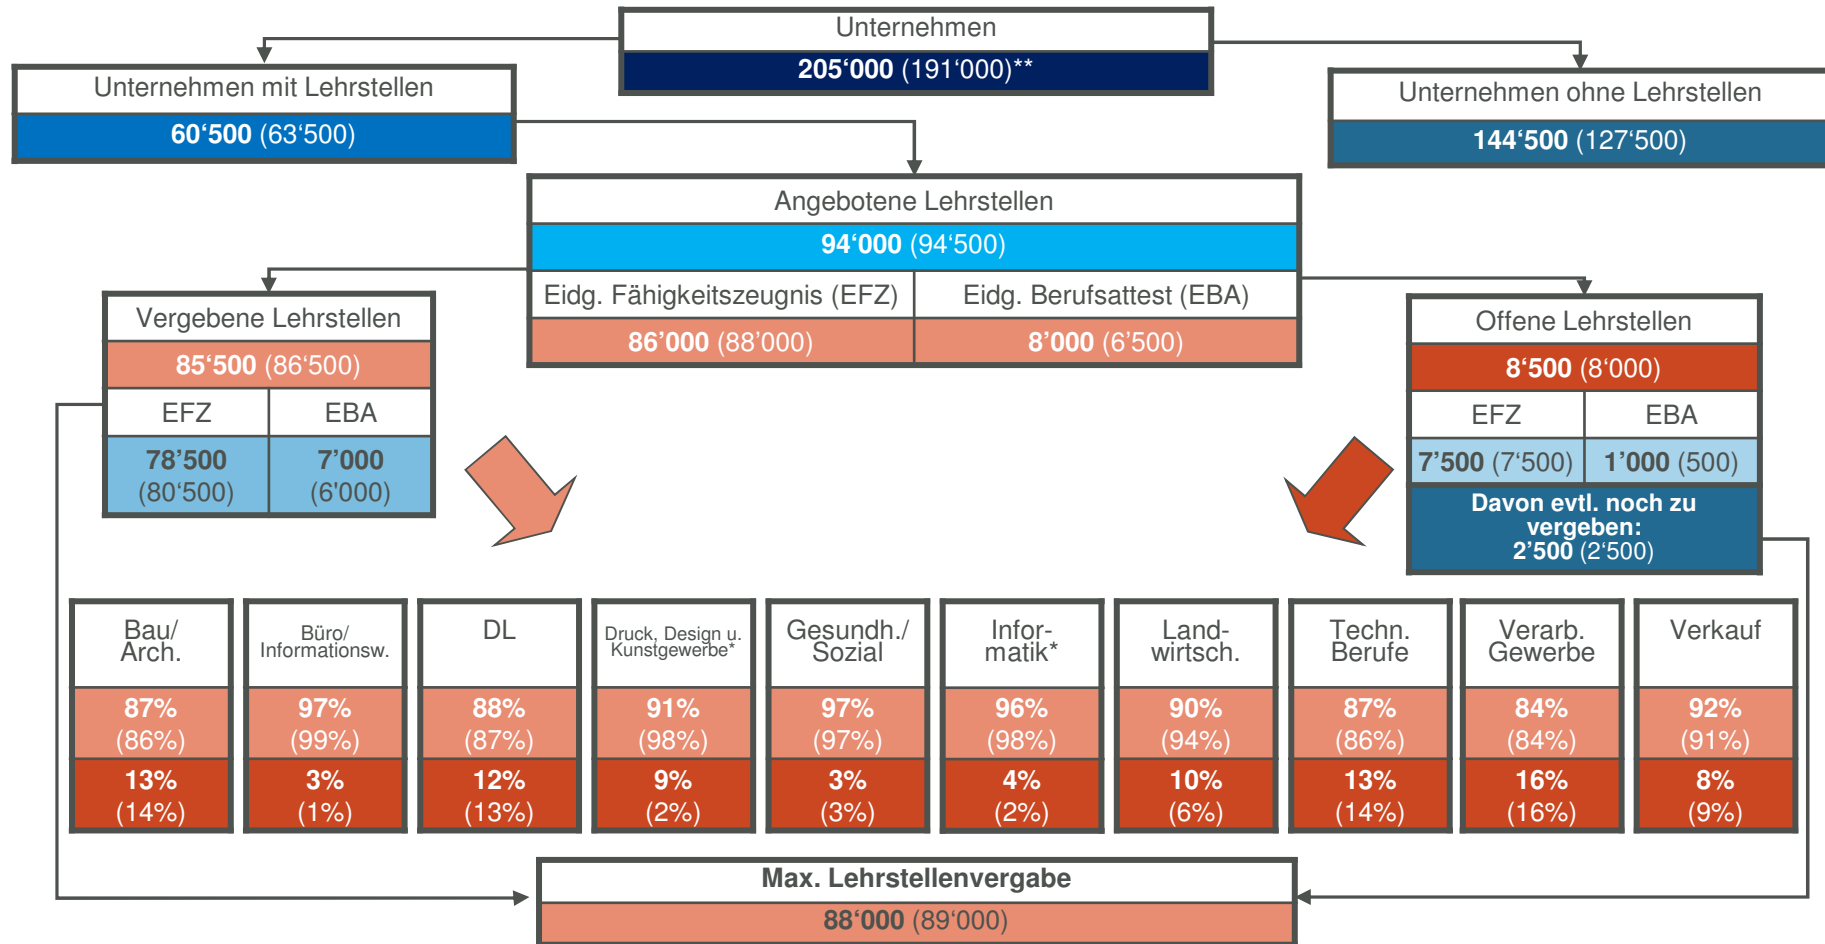 Unternehmen
205‘000 (191‘000)**
Unternehmen mit Lehrstellen
60‘500 (63‘500)
Unternehmen ohne Lehrstellen
144‘500 (127‘500)
Angebotene Lehrstellen
94‘000 (94‘500)
Eidg. Fähigkeitszeugnis (EFZ)
Eidg. Berufsattest (EBA)
86’000 (88’000)
8’000 (6’500)
Vergebene Lehrstellen
85‘500 (86‘500)
EFZ
EBA
78’500
(80‘500)
7’000
(6’000)
Offene Lehrstellen
8‘500 (8‘000)
EFZ
EBA
7’500 (7‘500)
1’000 (500)
Davon evtl. noch zu
vergeben:
2’500 (2‘500)
Bau/
Arch.
87%
(86%)
13%
(14%)
Büro/
Informationsw.
97%
(99%)
3%
(1%)
DL
88%
(87%)
12%
(13%)
Druck, Design u.
Kunstgewerbe*
91%
(98%)
9%
(2%)
Gesundh./
Sozial
97%
(97%)
3%
(3%)
Infor-
matik*
96%
(98%)
4%
(2%)
Land-
wirtsch.
90%
(94%)
10%
(6%)
Techn.
Berufe
87%
(86%)
13%
(14%)
Verarb.
Gewerbe
84%
(84%)
16%
(16%)
Verkauf
92%
(91%)
8%
(9%)
Max. Lehrstellenvergabe
88‘000 (89‘000)